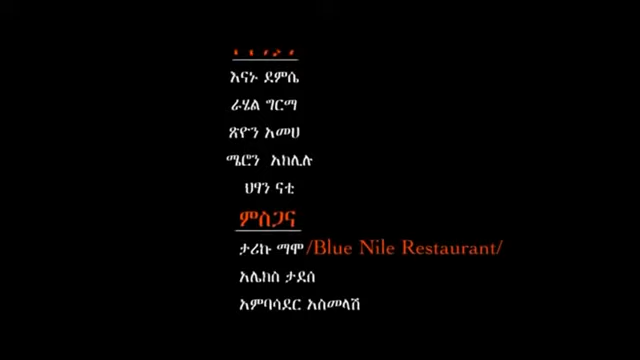 እናኑ ደምሴ
ራሄል ግርማ
ጽዮን አመሀ
ሜሮን አክሊሉ
ህፃን ናቲ
ምስጋና
ታሪኩ ማሞ /Blue Nile Restaurant/
አሌክስ ታደሰ
አምባሳደር አስመላሽ